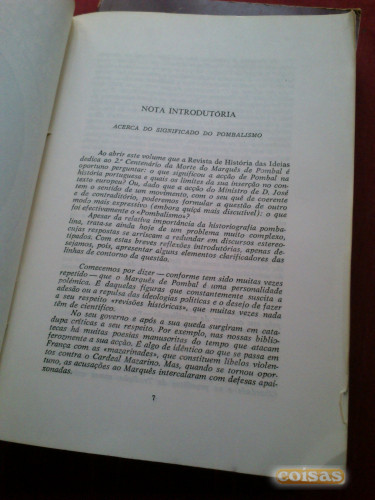 NOTA INTRODUTÓRIA
ACERCA DO SIGNIFICADO DO POMBALISMO
Ao abrir este volume que a Revista de História das Ideias
dedica ao 2.º Centenário da Morte do Marquês de Pombal é
oportuno perguntar: o que significou a acção de Pombal na
história portuguesa e quais os limites da sua inserção no con-
texto europeu? Ou, dado que a acção do Ministro de D. José
tem o sentido de um movimento, com o seu quê de coerente
e de contraditório, poderemos formular a questão de outro
modo mais expressivo (embora quiçá mais discutível): o que
foi efectivamente o «Pombalismo»?
Apesar da relativa importância da historiografia pomba-
lina, trata-se ainda hoje de um problema muito complexo,
cujas respostas se arriscam a redundar em discursos estereo-
tipados. Com estas breves reflexões introdutórias, apenas de-
sejamos, pois, apresentar alguns elementos clarificadores das
linhas de contorno da questão.
Comecemos por dizer — conforme tem sido muitas vezes
repetido — que o Marquês de Pombal é uma personalidade
polémica. É daquelas figuras que constantemente suscita a
adesão ou a repulsa das ideologias políticas e o desejo de fazer
a seu respeito «revisões históricas», que muitas vezes nada
têm de científico.
No seu governo e após a sua queda surgiram em cata-
dupa críticas a seu respeito. Por exemplo, nas nossas biblio-
tecas há muitas poesias manuscritas do tempo que atacam
ferozmente a sua acção. É algo de idêntico ao que se passa em
França com as «mazarinades», que constituem libelos violen-
tos contra o Cardeal Mazarino. Mas, quando se tornou opor-
tuno, as acusações ao Marquês intercalaram com defesas apai-
xonadas.
7
coisas